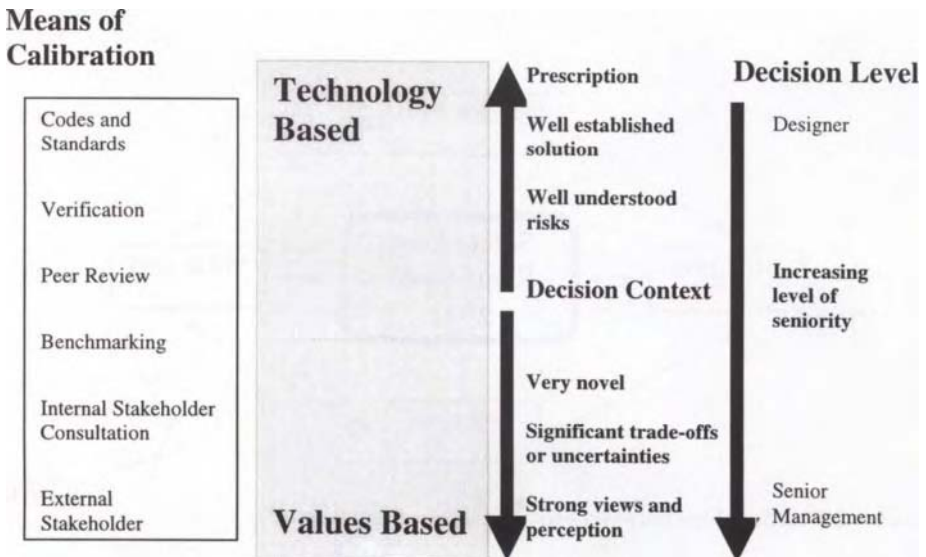 Means of
Calibration
Codes and
Standards
Verification
Peer Review
Benchmarking
Internal Stakeholder
Consultation
External
Stakeholder
Technology
Based
Values Based
Prescription
Well established
solution
Well understood
risks
Decision Context
Very novel
Significant trade-offs
or uncertainties
Strong views and
perception
Decision Level
Designer
Increasing
level of
seniority
Senior
Management